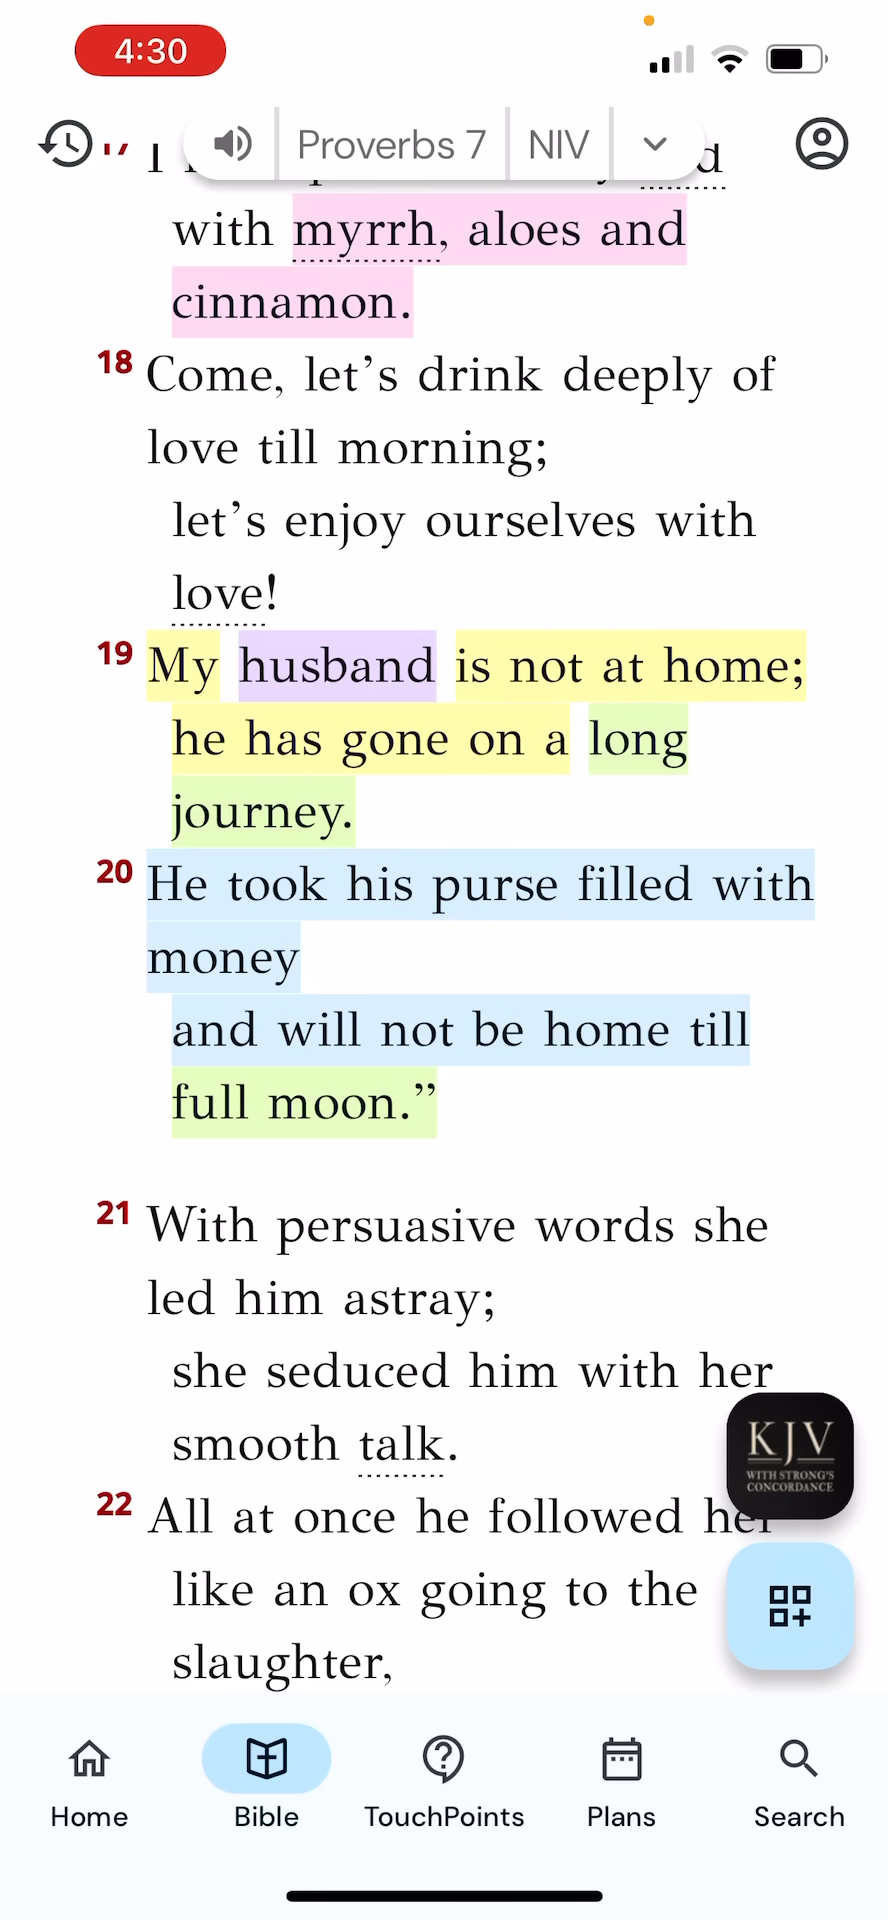 4:30
Proverbs 7 NIV
with myrrh, aloes and
cinnamon.
18 Come, let’s drink deeply of
love till morning;
let’s enjoy ourselves with
love!
19 My husband is not at home;
he has gone on a long
journey.
20 He took his purse filled with
money
and will not be home till
full moon.”
21 With persuasive words she
led him astray;
she seduced him with her
smooth talk.
KJV
WITH STRONG'S
CONCORDANCE
22 All at once he followed her
like an ox going to the
slaughter,
Home Bible TouchPoints Plans Search